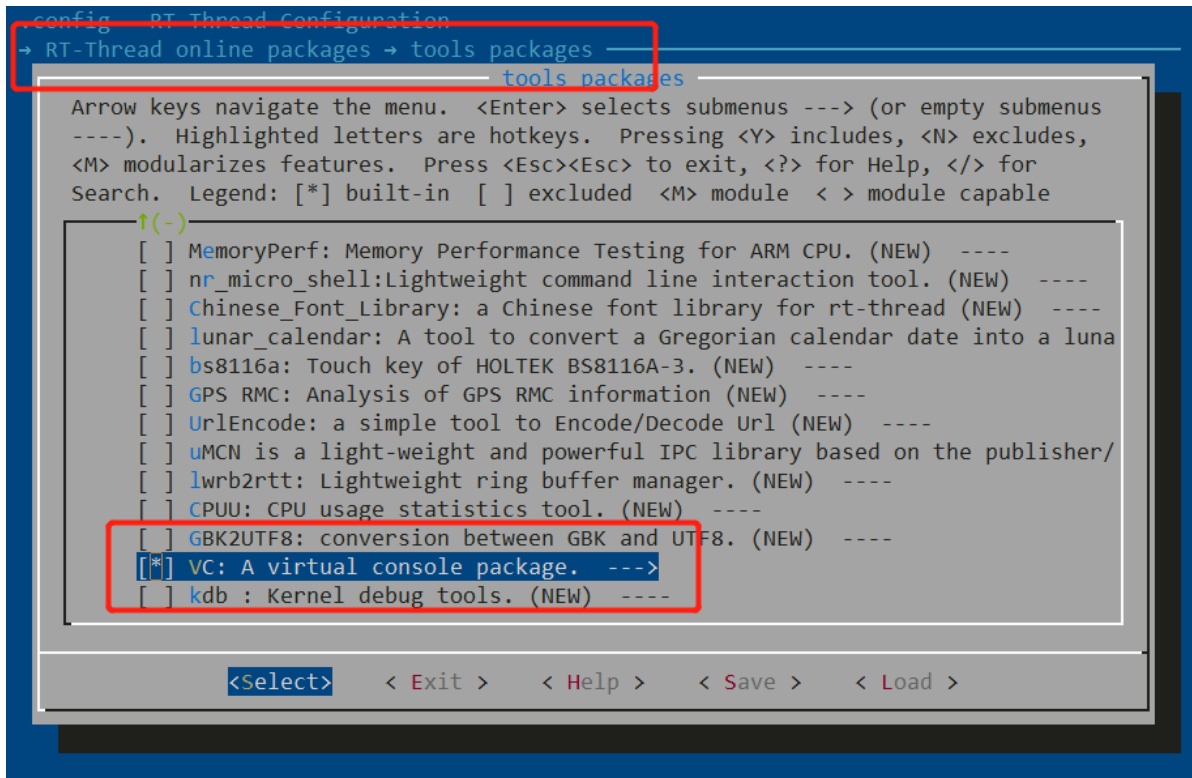 .config - RT-Thread Configuration
→ RT-Thread online packages → tools packages
tools packages
Arrow keys navigate the menu.  <Enter> selects submenus ---> (or empty submenus
----).  Highlighted letters are hotkeys.  Pressing <Y> includes, <N> excludes,
<M> modularizes features.  Press <Esc><Esc> to exit, <?> for Help, </> for
Search.  Legend: [*] built-in  [ ] excluded  <M> module  < > module capable
↑(-)
[ ] MemoryPerf: Memory Performance Testing for ARM CPU. (NEW)  ----
[ ] nr_micro_shell:Lightweight command line interaction tool. (NEW)  ----
[ ] Chinese_Font_Library: a Chinese font library for rt-thread (NEW)  ----
[ ] lunar_calendar: A tool to convert a Gregorian calendar date into a luna
[ ] bs8116a: Touch key of HOLTEK BS8116A-3. (NEW)  ----
[ ] GPS RMC: Analysis of GPS RMC information (NEW)  ----
[ ] UrlEncode: a simple tool to Encode/Decode Url (NEW)  ----
[ ] uMCN is a light-weight and powerful IPC library based on the publisher/
[ ] lwrb2rtt: Lightweight ring buffer manager. (NEW)  ----
[ ] CPUU: CPU usage statistics tool. (NEW)  ----
[ ] GBK2UTF8: conversion between GBK and UTF8. (NEW)  ----
[*] VC: A virtual console package.  --->
[ ] kdb : Kernel debug tools. (NEW)  ----
<Select>    < Exit >    < Help >    < Save >    < Load >